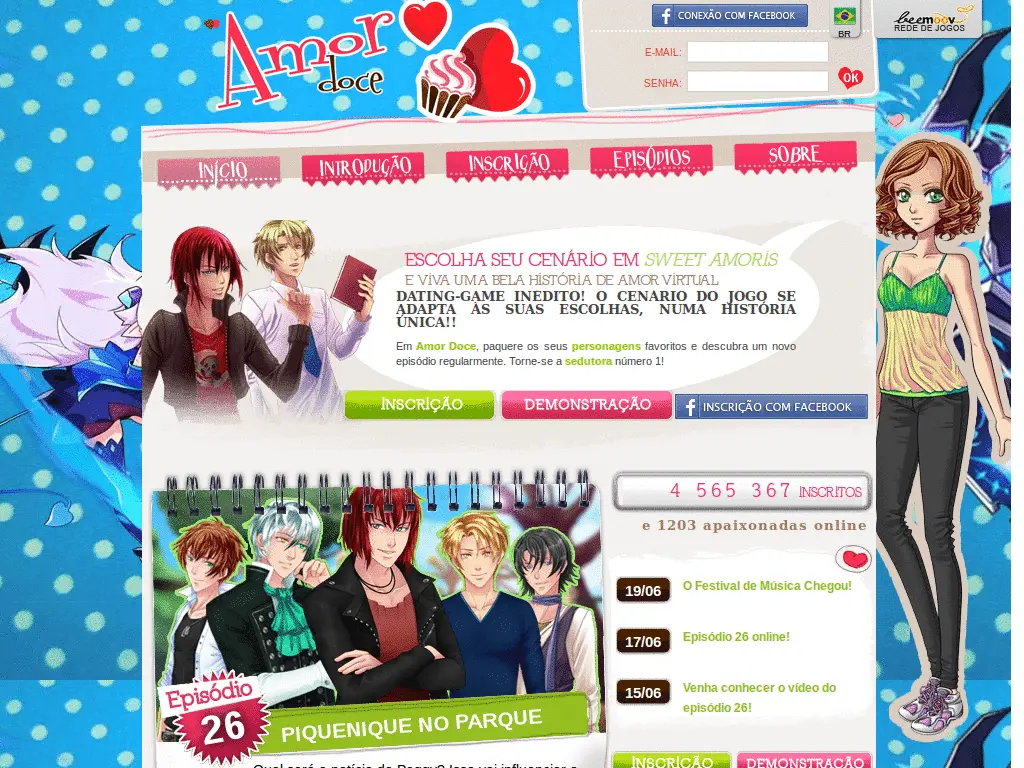 Amor
doce
CONEXÃO COM FACEBOOK
BR
beemoov
REDE DE JOGOS
E-MAIL:
SENHA:
OK
INÍCIO
INTRODUÇÃO
INSCRIÇÃO
EPISÓDIOS
SOBRE
ESCOLHA SEU CENÁRIO EM SWEET AMORIS
E VIVA UMA BELA HISTÓRIA DE AMOR VIRTUAL
DATING-GAME INEDITO! O CENARIO DO JOGO SE
ADAPTA ÀS SUAS ESCOLHAS, NUMA HISTÓRIA
ÚNICA!!
Em Amor Doce, paquere os seus personagens favoritos e descubra um novo
episódio regularmente. Torne-se a sedutora número 1!
INSCRIÇÃO
DEMONSTRAÇÃO
INSCRIÇÃO COM FACEBOOK
4 565 367 INSCRITOS
e 1203 apaixonadas online
19/06 O Festival de Música Chegou!
17/06 Episódio 26 online!
15/06 Venha conhecer o vídeo do
episódio 26!
Episódio
26
PIQUENIQUE NO PARQUE
INSCRIÇÃO
DEMONSTRAÇÃO